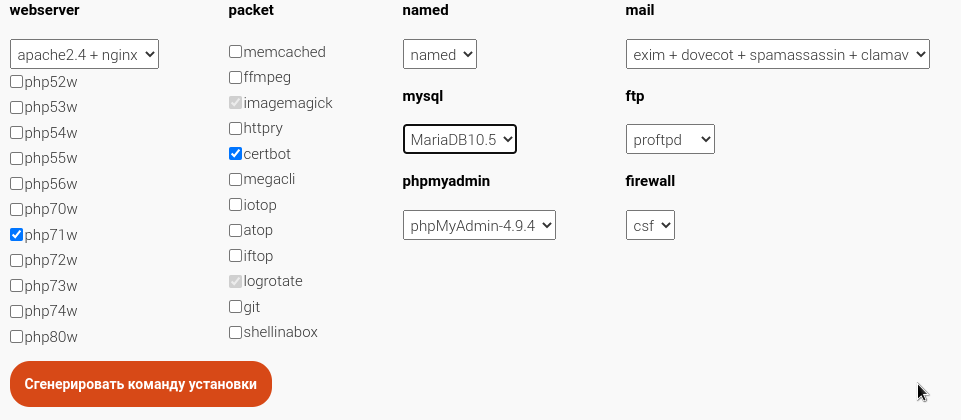 webserver
apache2.4 + nginx
php52w
php53w
php54w
php55w
php56w
php70w
php71w
php72w
php73w
php74w
php80w
packet
memcached
ffmpeg
imagemagick
httpry
certbot
megacli
iotop
atop
iftop
logrotate
git
shellinabox
named
named
mysql
MariaDB10.5
phpmyadmin
phpMyAdmin-4.9.4
mail
exim + dovecot + spamassassin + clamav
ftp
proftpd
firewall
csf
Сгенерировать команду установки